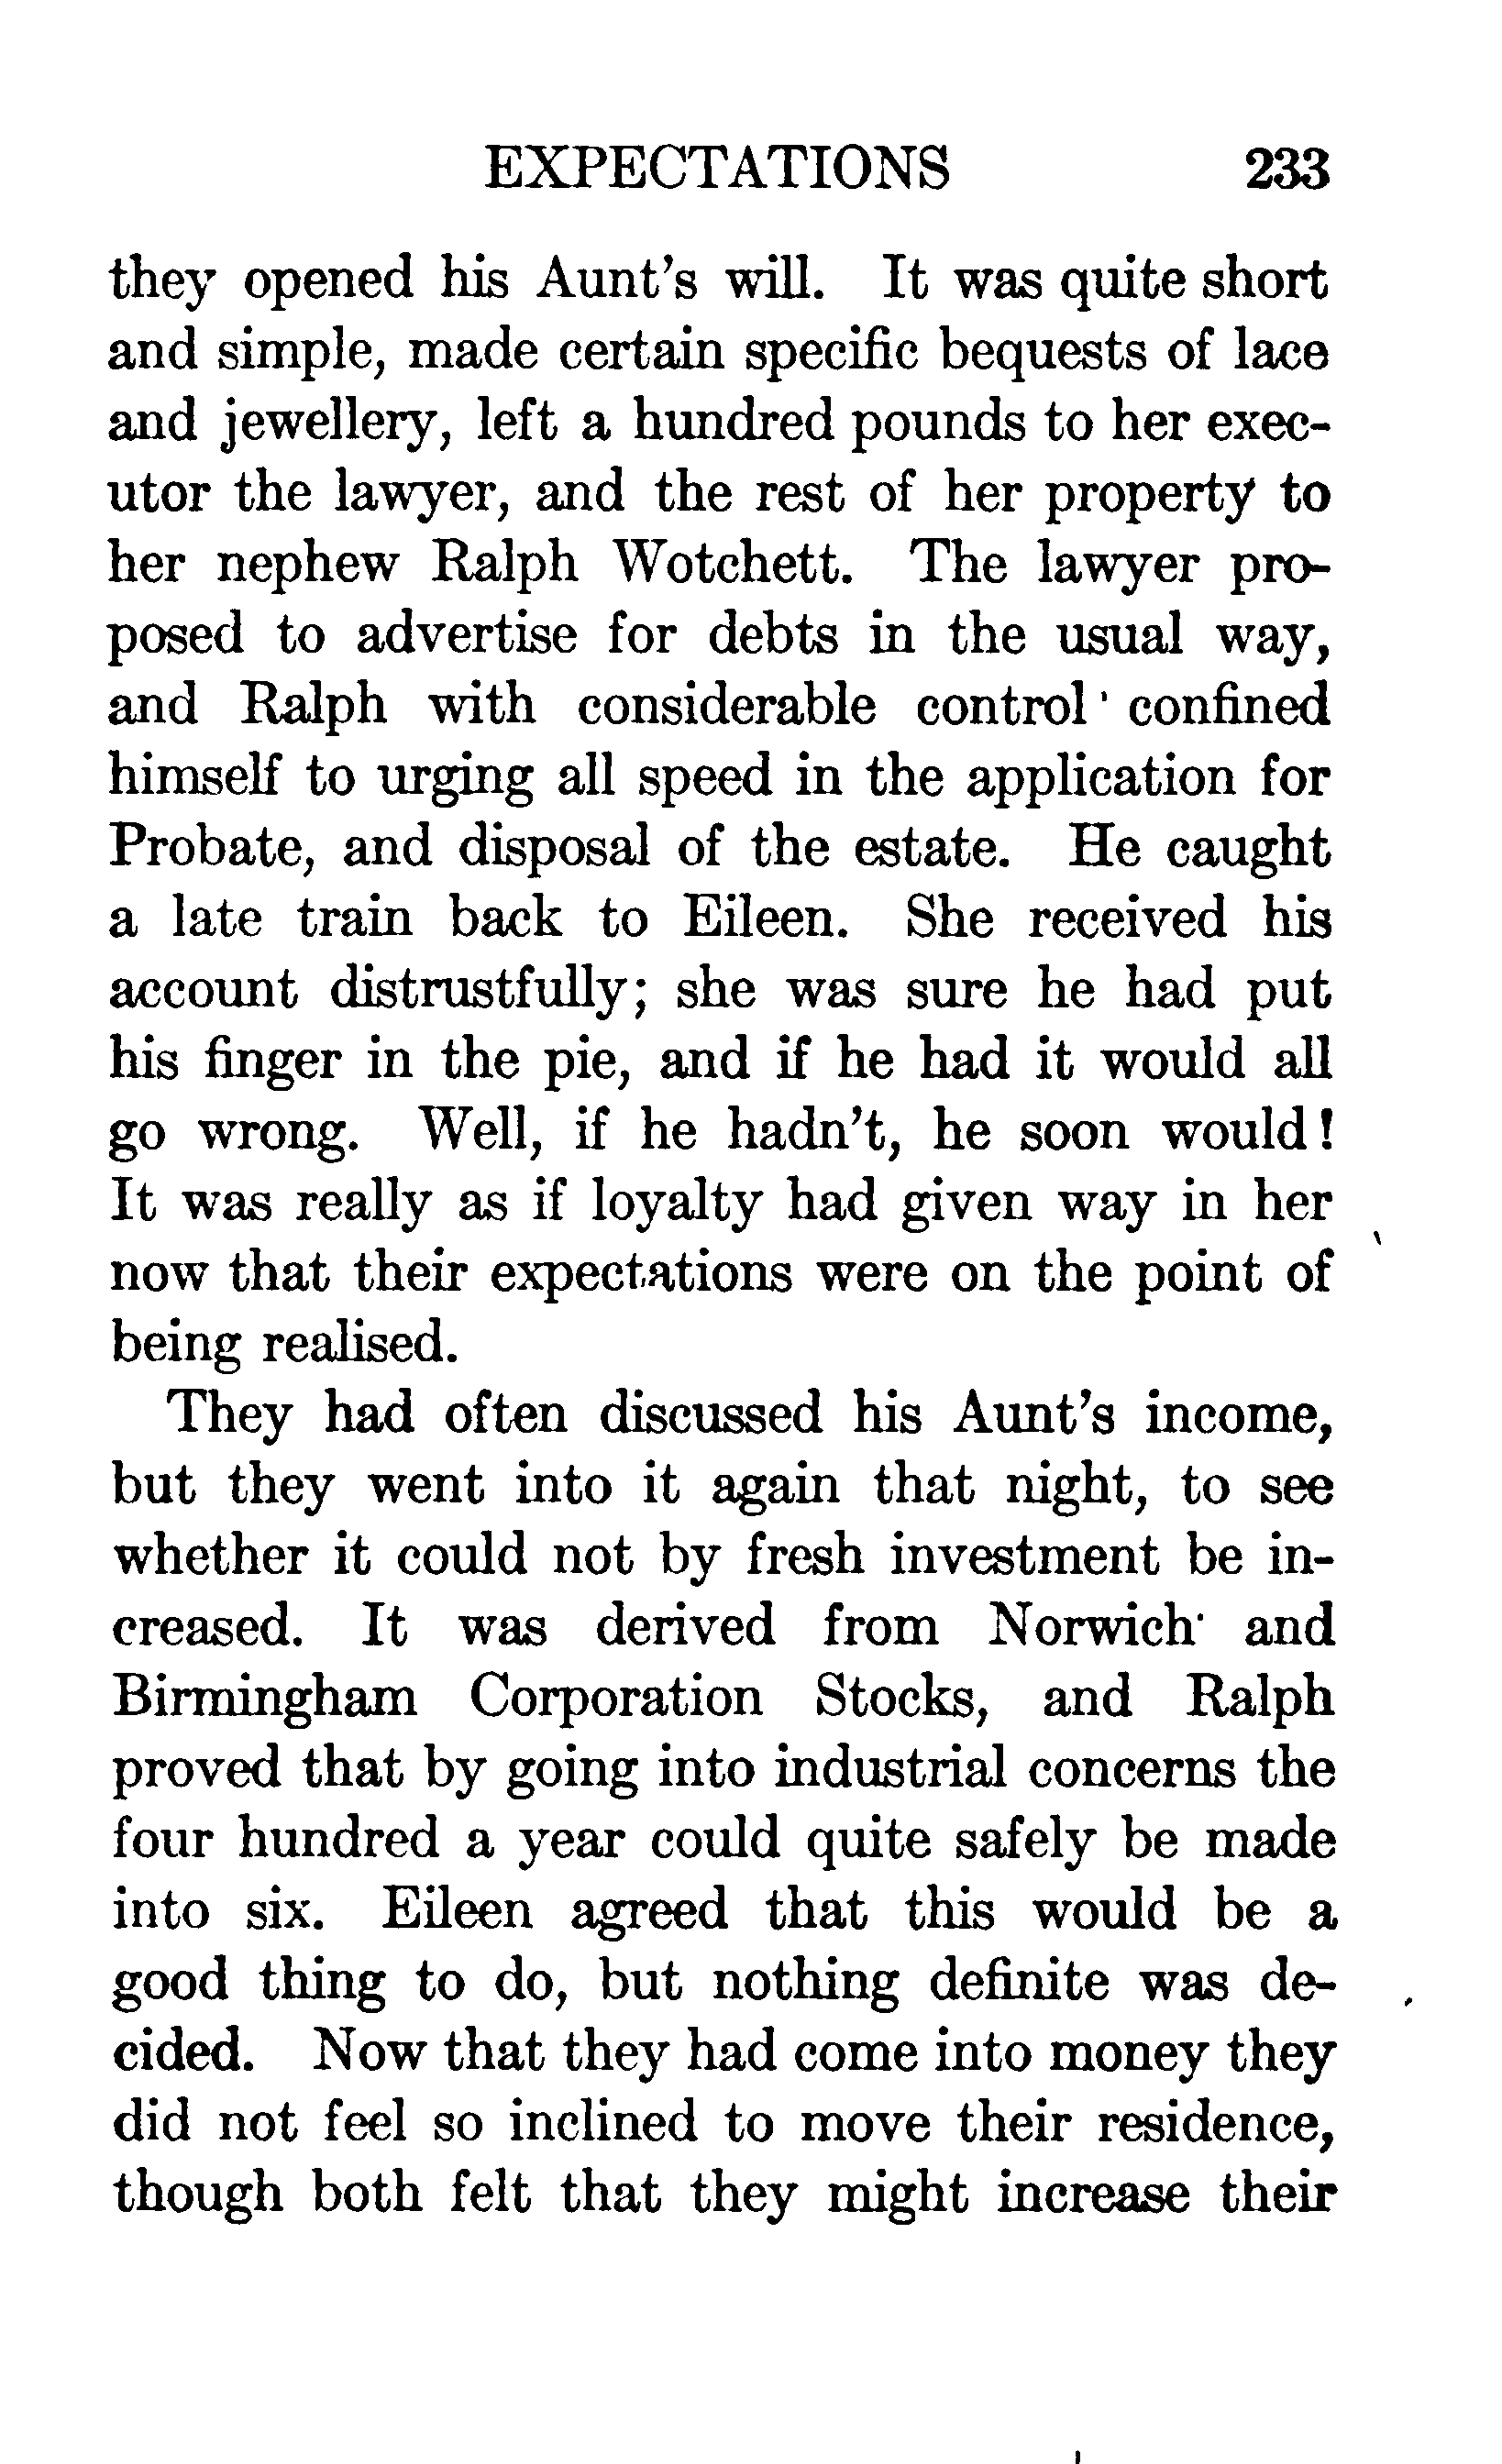 EXPECTATIONS 233
they opened his Aunt's will. It was quite short
and simple, made certain specific bequests of lace
and jewellery, left a hundred pounds to her exec-
utor the lawyer, and the rest of her property to
her nephew Ralph Wotchett. The lawyer pro-
posed to advertise for debts in the usual way,
and Ralph with considerable control confined
himself to urging all speed in the application for
Probate, and disposal of the estate. He caught
a late train back to Eileen. She received his
account distrustfully; she was sure he had put
his finger in the pie, and if he had it would all
go wrong. Well, if he hadn't, he soon would!
It was really as if loyalty had given way in her
now that their expectations were on the point of
being realised.
They had often discussed his Aunt's income,
but they went into it again that night, to see
whether it could not by fresh investment be in-
creased. It was derived from Norwich and
Birmingham Corporation Stocks, and Ralph
proved that by going into industrial concerns the
four hundred a year could quite safely be made
into six. Eileen agreed that this would be a
good thing to do, but nothing definite was de-
cided. Now that they had come into money they
did not feel so inclined to move their residence,
though both felt that they might increase their